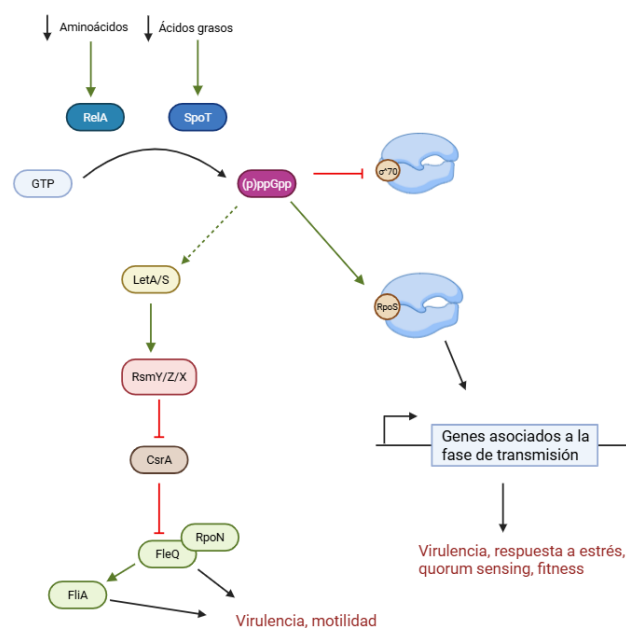 Aminoácidos
Ácidos grasos
RelA
SpoT
GTP
(p)ppGpp
σ^70
LetA/S
RpoS
RsmY/Z/X
Genes asociados a la
fase de transmisión
CsrA
RpoN
FleQ
Virulencia, respuesta a estrés,
quorum sensing, fitness
FliA
Virulencia, motilidad